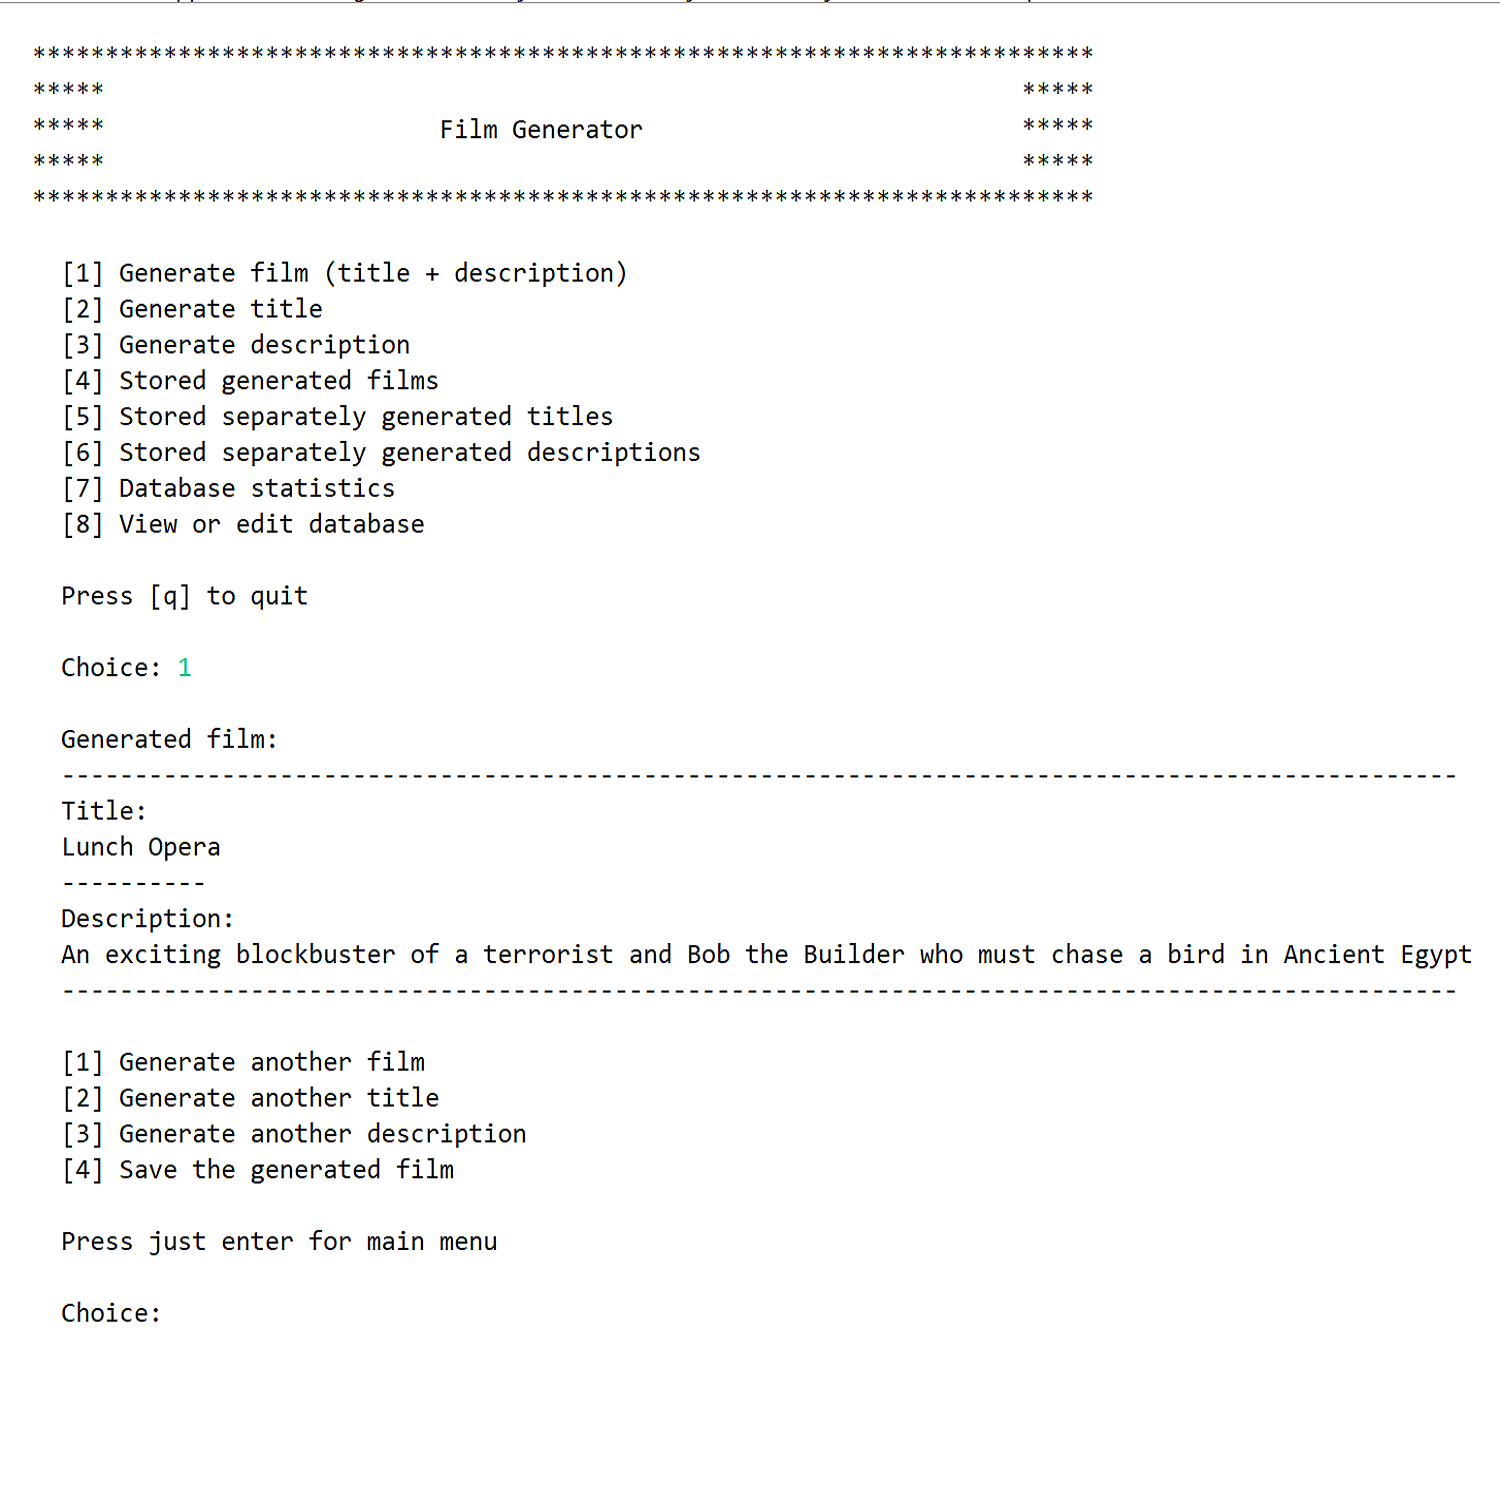 *************************************************************************
*****                                                               *****
*****                       Film Generator                          *****
*****                                                               *****
*************************************************************************
[1] Generate film (title + description)
[2] Generate title
[3] Generate description
[4] Stored generated films
[5] Stored separately generated titles
[6] Stored separately generated descriptions
[7] Database statistics
[8] View or edit database
Press [q] to quit
Choice: 1
Generated film:
------------------------------------------------------------------------------------------------
Title:
Lunch Opera
----------
Description:
An exciting blockbuster of a terrorist and Bob the Builder who must chase a bird in Ancient Egypt
------------------------------------------------------------------------------------------------
[1] Generate another film
[2] Generate another title
[3] Generate another description
[4] Save the generated film
Press just enter for main menu
Choice: